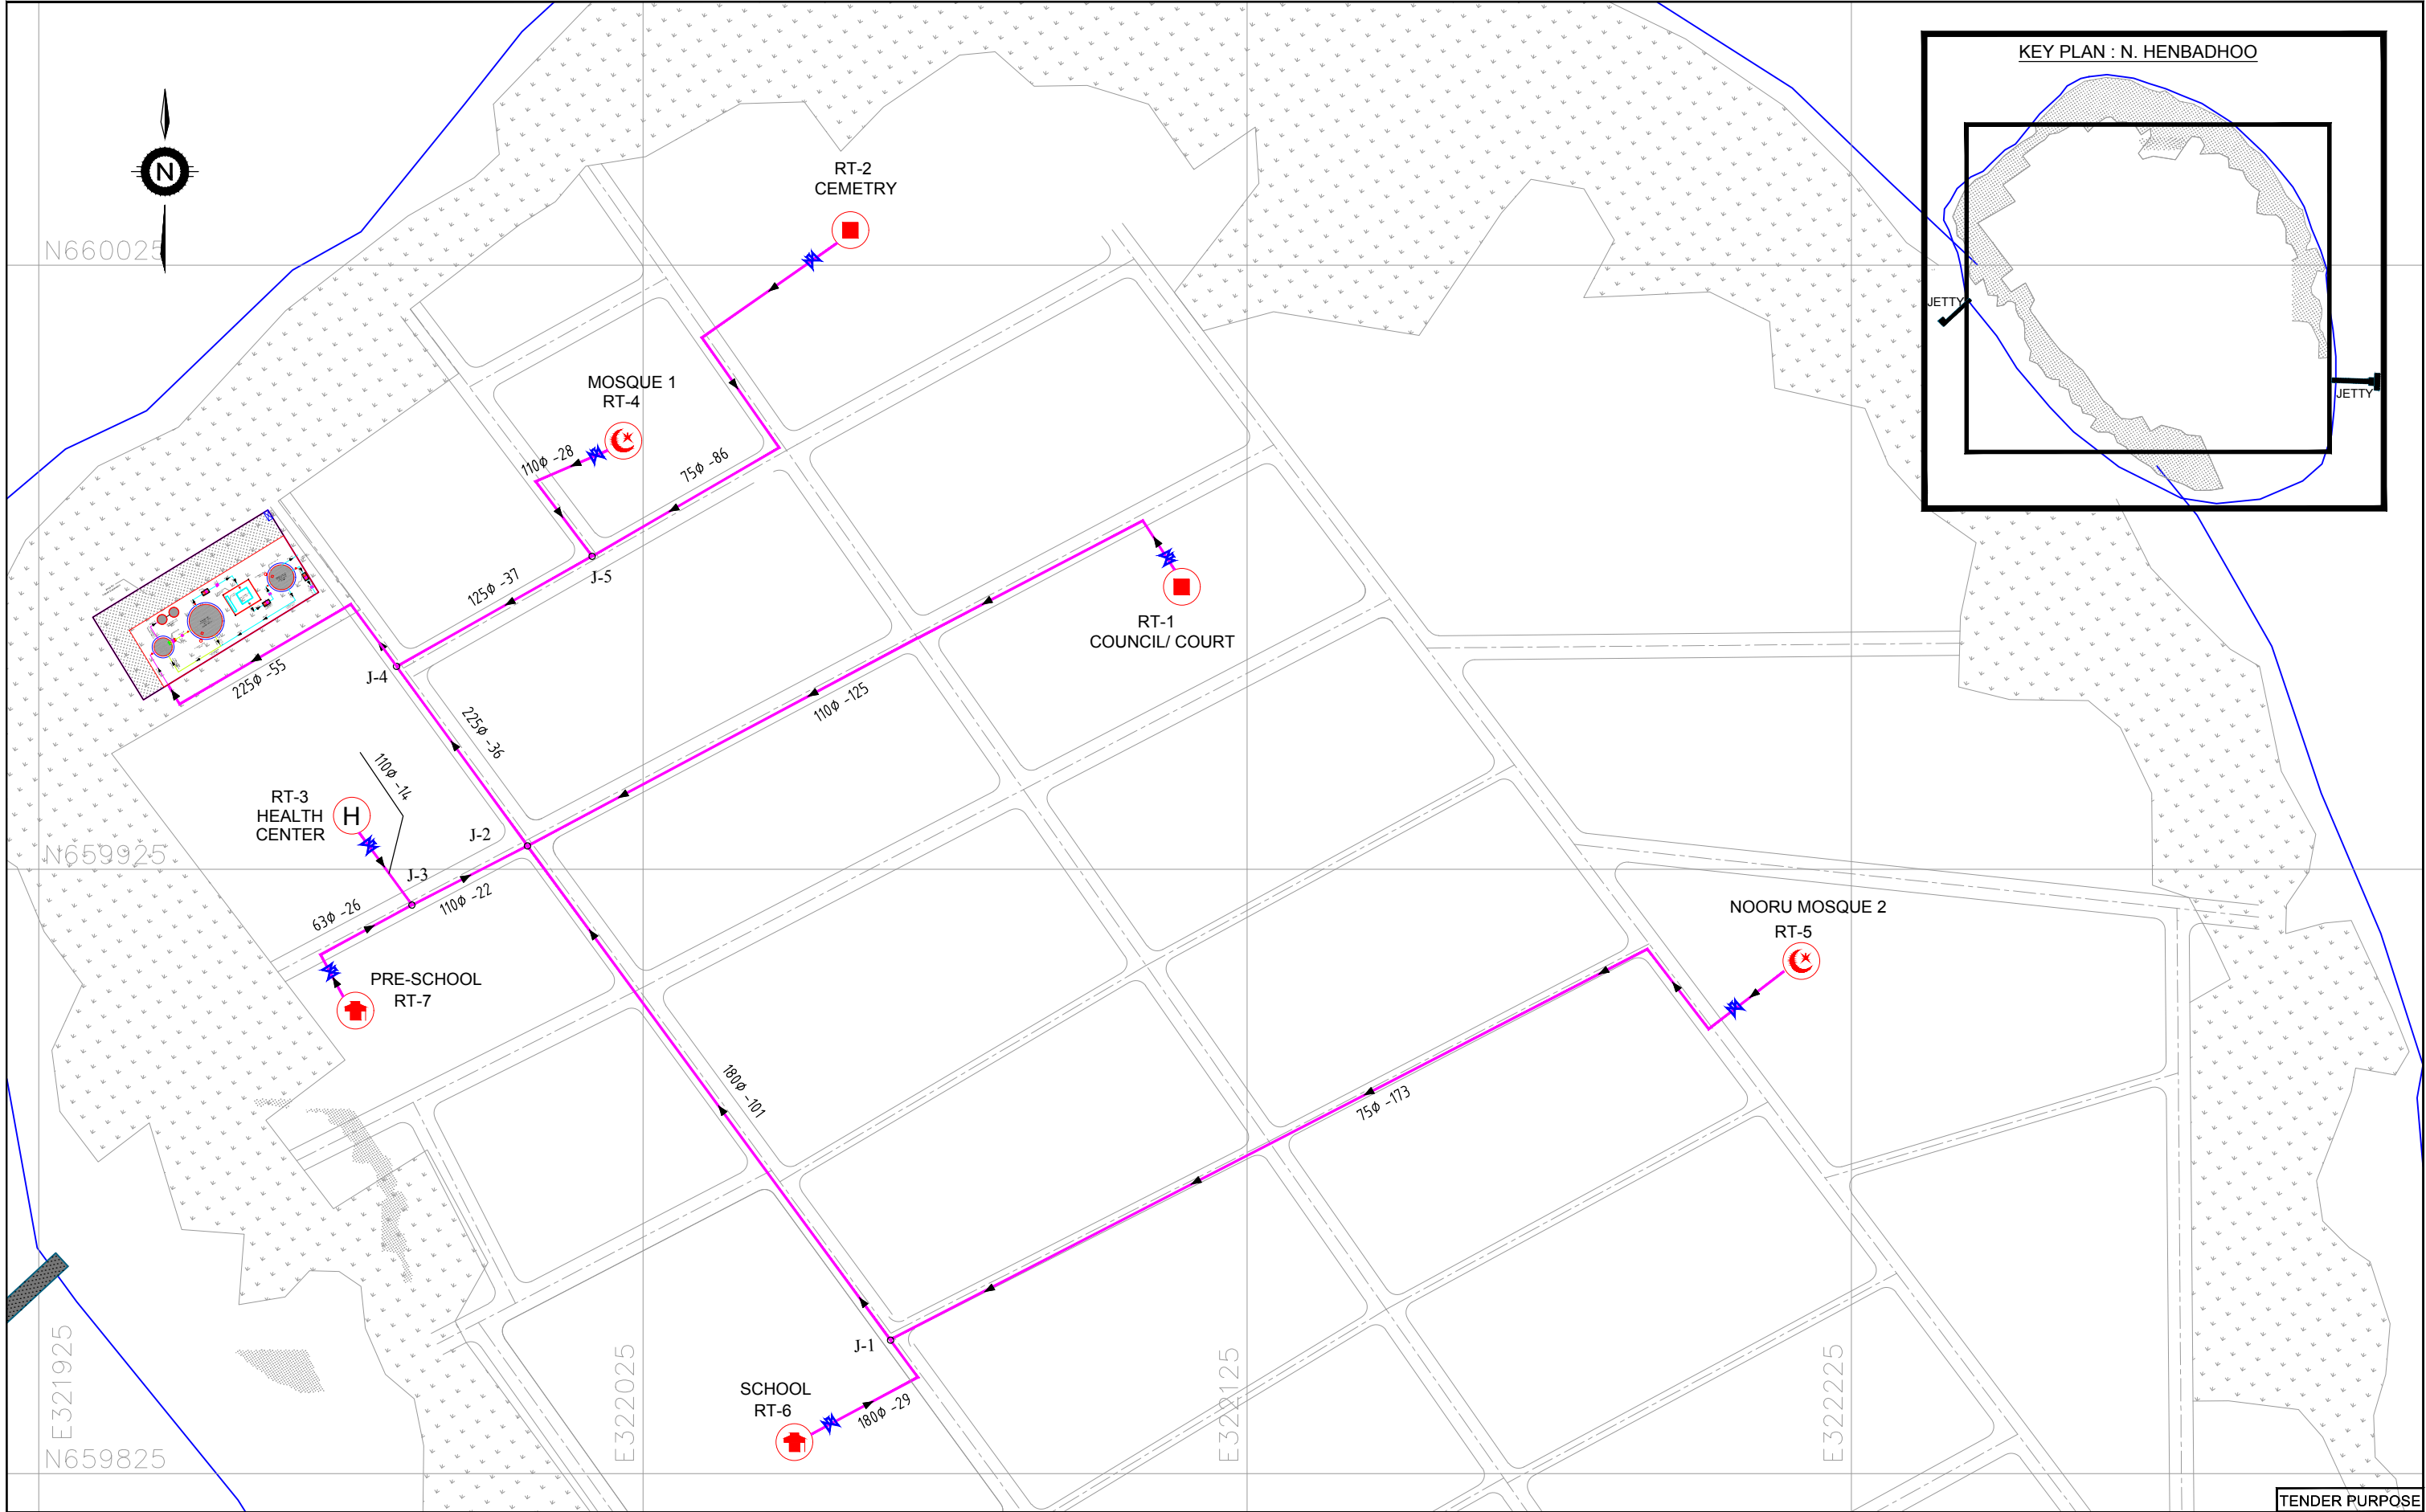 KEY PLAN : N. HENBADHOO
JETTY
JETTY
N
N660025
RT-2
CEMETRY
MOSQUE 1
RT-4
110ø -28
75ø -86
J-5
125ø -37
RT-1
COUNCIL/ COURT
J-4
225ø -55
225ø -36
110ø -125
110ø -14
RT-3
HEALTH
CENTER
H
J-2
N659925
J-3
63ø -26
110ø -22
NOORU MOSQUE 2
RT-5
PRE-SCHOOL
RT-7
180ø -101
75ø -173
J-1
SCHOOL
RT-6
180ø -29
E321925
E322025
E322125
E322225
N659825
TENDER PURPOSE